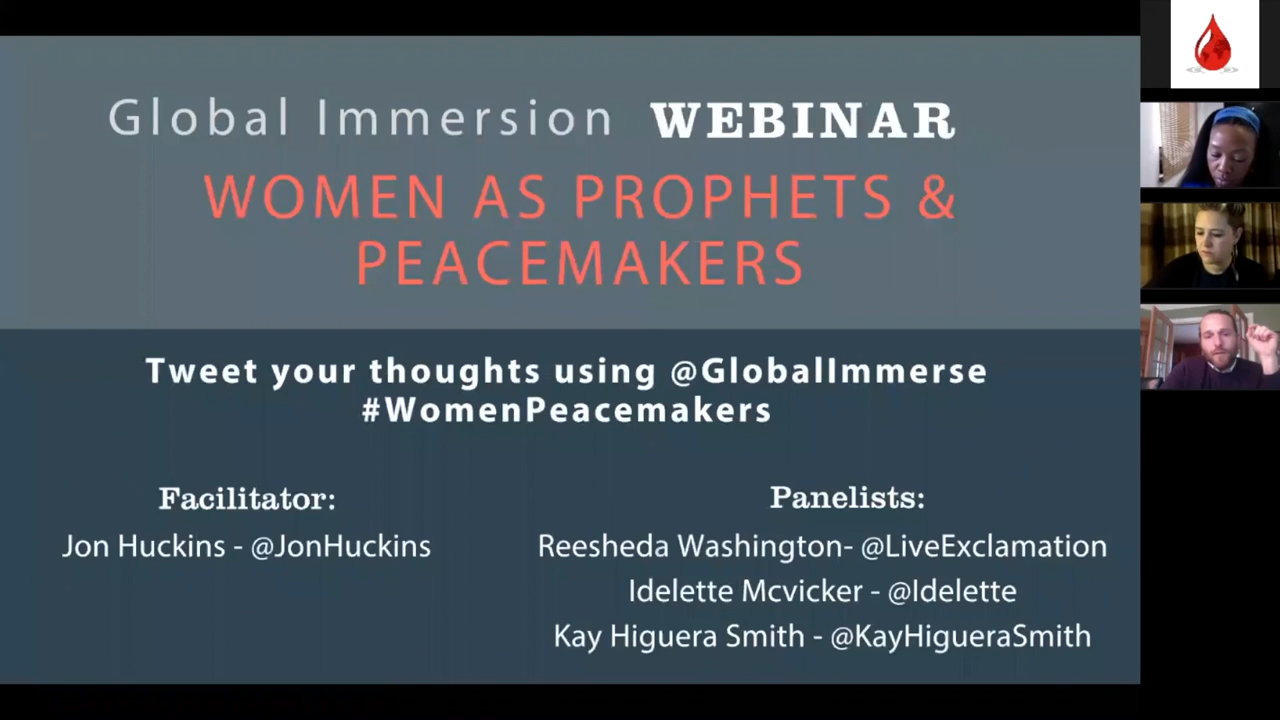 Global Immersion WEBINAR
WOMEN AS PROPHETS &
PEACEMAKERS
Tweet your thoughts using @GlobalImmerse
#WomenPeacemakers
Facilitator:
Jon Huckins - @JonHuckins
Panelists:
Reesheda Washington- @LiveExclamation
Idelette Mcvicker - @Idelette
Kay Higuera Smith - @KayHigueraSmith